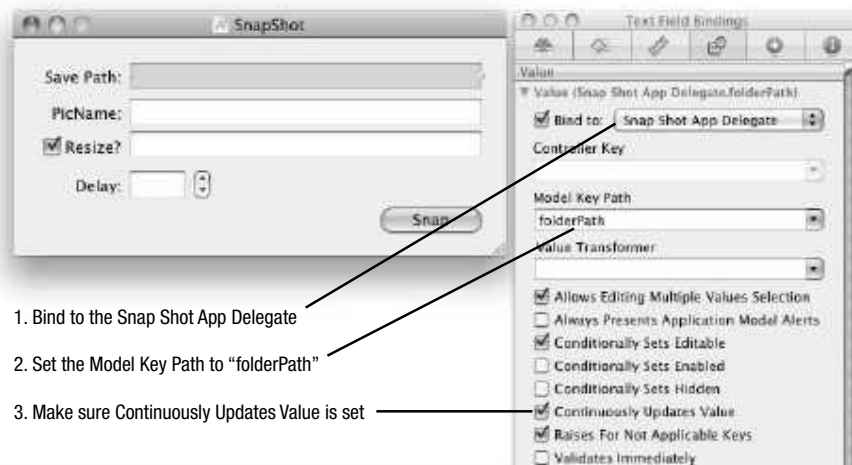 SnapShot
Save Path:
PicName:
Resize?
Delay:
Snap
1. Bind to the Snap Shot App Delegate
2. Set the Model Key Path to “folderPath”
3. Make sure Continuously Updates Value is set
Text Field Bindings
Value
Value (Snap Shot App Delegate.folderPath)
Bind to: Snap Shot App Delegate
Controller Key
Model Key Path
folderPath
Value Transformer
Allows Editing Multiple Values Selection
Always Presents Application Modal Alerts
Conditionally Sets Editable
Conditionally Sets Enabled
Conditionally Sets Hidden
Continuously Updates Value
Raises For Not Applicable Keys
Validates Immediately